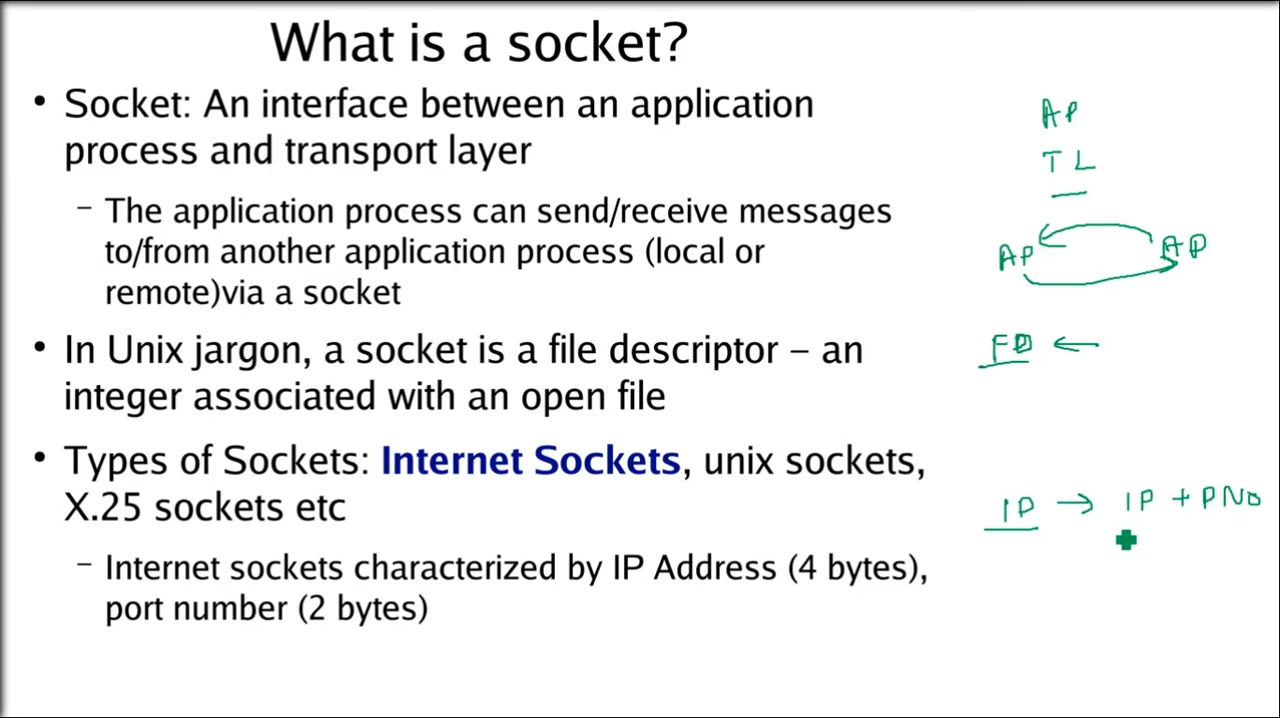 What is a socket?
• Socket: An interface between an application
process and transport layer
– The application process can send/receive messages
to/from another application process (local or
remote)via a socket
• In Unix jargon, a socket is a file descriptor – an
integer associated with an open file
• Types of Sockets: Internet Sockets, unix sockets,
X.25 sockets etc
– Internet sockets characterized by IP Address (4 bytes),
port number (2 bytes)
AP
TL
AP AP
FD ←
IP → IP + PNO